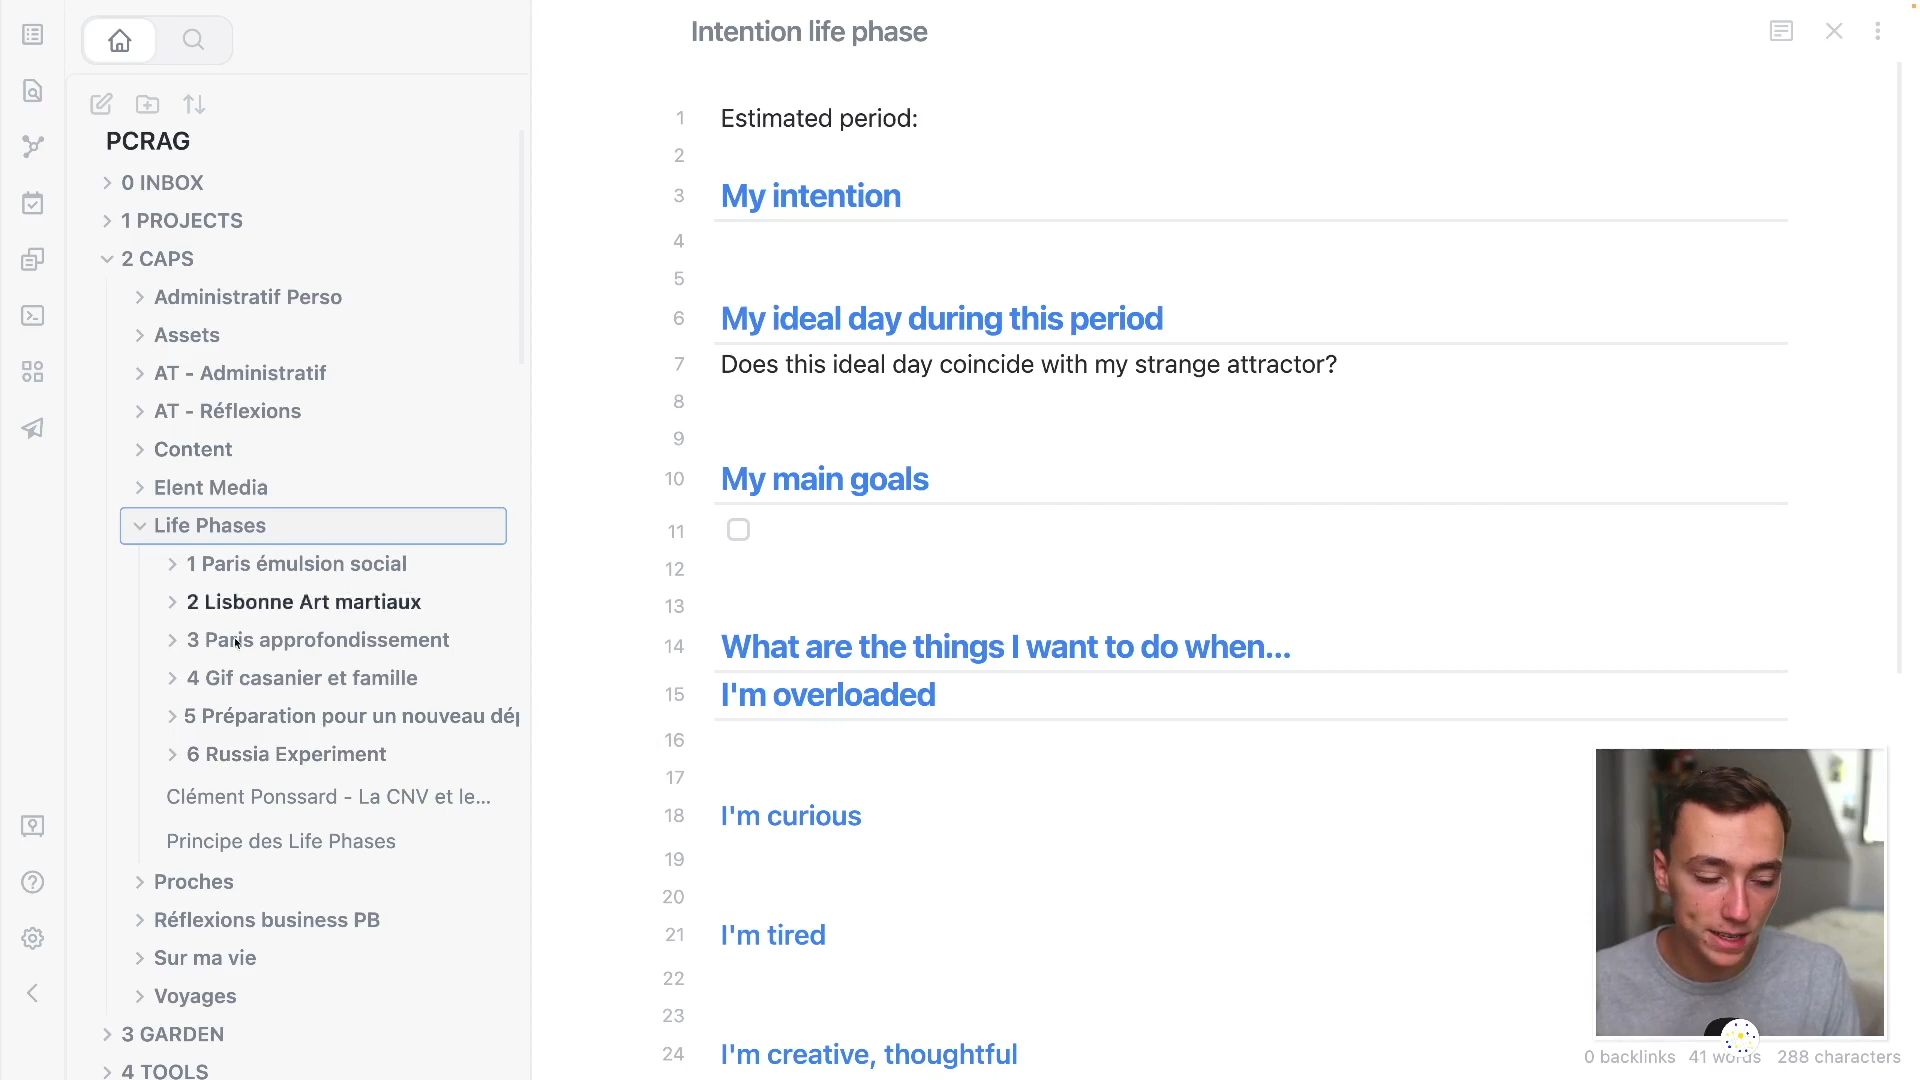 Intention life phase
PCRAG
0 INBOX
1 PROJECTS
2 CAPS
Administratif Perso
Assets
AT - Administratif
AT - Réflexions
Content
Elent Media
Life Phases
1 Paris émulsion social
2 Lisbonne Art martiaux
3 Paris approfondissement
4 Gif casanier et famille
5 Préparation pour un nouveau dé
6 Russia Experiment
Clément Ponssard - La CNV et le...
Principe des Life Phases
Proches
Réflexions business PB
Sur ma vie
Voyages
3 GARDEN
4 TOOLS
1 Estimated period:
2
3 My intention
4
5
6 My ideal day during this period
7 Does this ideal day coincide with my strange attractor?
8
9
10 My main goals
11
12
13
14 What are the things I want to do when...
15 I'm overloaded
16
17
18 I'm curious
19
20
21 I'm tired
22
23
24 I'm creative, thoughtful
0 backlinks 41 words 288 characters